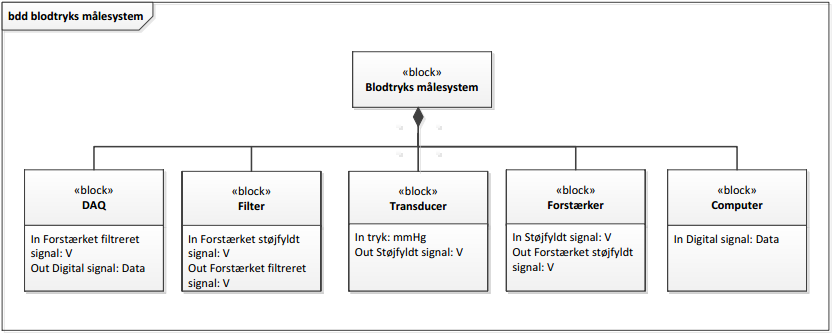 bdd blodtryks målesystem
«block»
Blodtryks målesystem
«block»
DAQ
In Forstærket filtreret
signal: V
Out Digital signal: Data
«block»
Filter
In Forstærket støjfyldt
signal: V
Out Forstærket filtreret
signal: V
«block»
Transducer
In tryk: mmHg
Out Støjfyldt signal: V
«block»
Forstærker
In Støjfyldt signal: V
Out Forstærket støjfyldt
signal: V
«block»
Computer
In Digital signal: Data